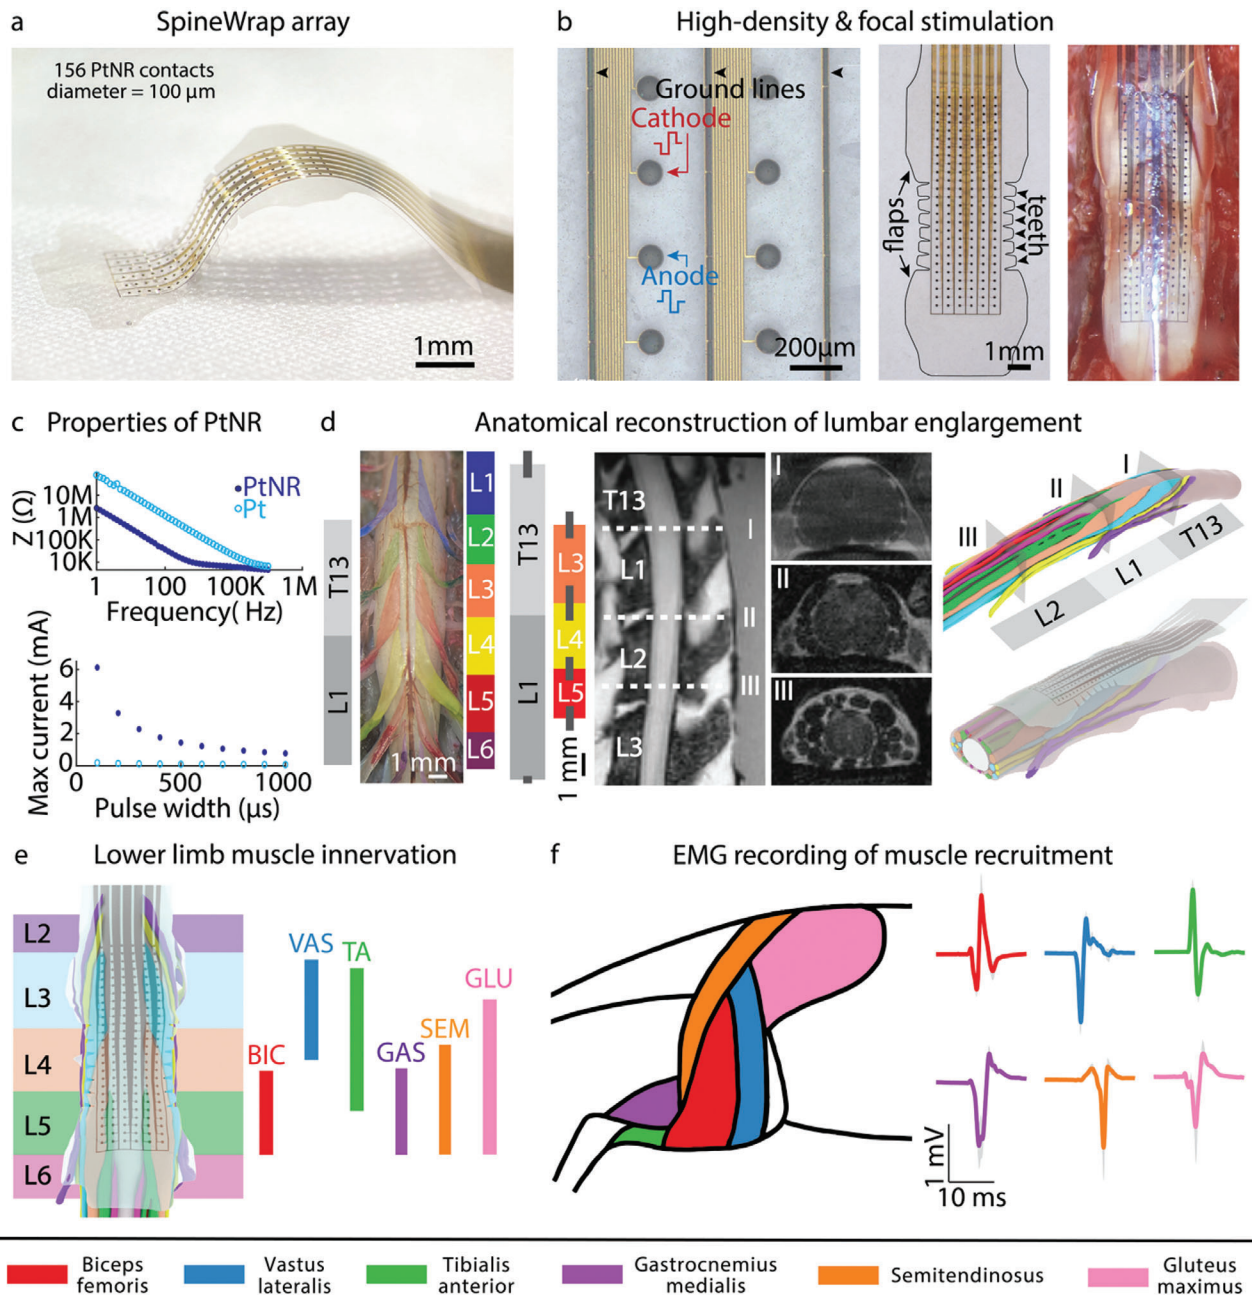 a SpineWrap array
156 PtNR contacts
diameter = 100 µm
1mm
b High-density & focal stimulation
Ground lines
Cathode
Anode
200µm
flaps
teeth
1mm
c Properties of PtNR
Z(Ω)
10M
1M
100K
10K
PtNR
Pt
1 100 100K 1M
Frequency( Hz)
Max current (mA)
6
4
2
0
0 500 1000
Pulse width (µs)
d Anatomical reconstruction of lumbar englargement
T13
L1
1 mm
L1
L2
L3
L4
L5
L6
T13
L1
L3
L4
L5
1 mm
T13
L1
L2
L3
I
II
III
I
II
III
I
II
III
T13
L1
L2
e Lower limb muscle innervation
L2
L3
L4
L5
L6
BIC
VAS
TA
GAS
SEM
GLU
f EMG recording of muscle recruitment
1 mV
10 ms
Biceps
femoris
Vastus
lateralis
Tibialis
anterior
Gastrocnemius
medialis
Semitendinosus
Gluteus
maximus